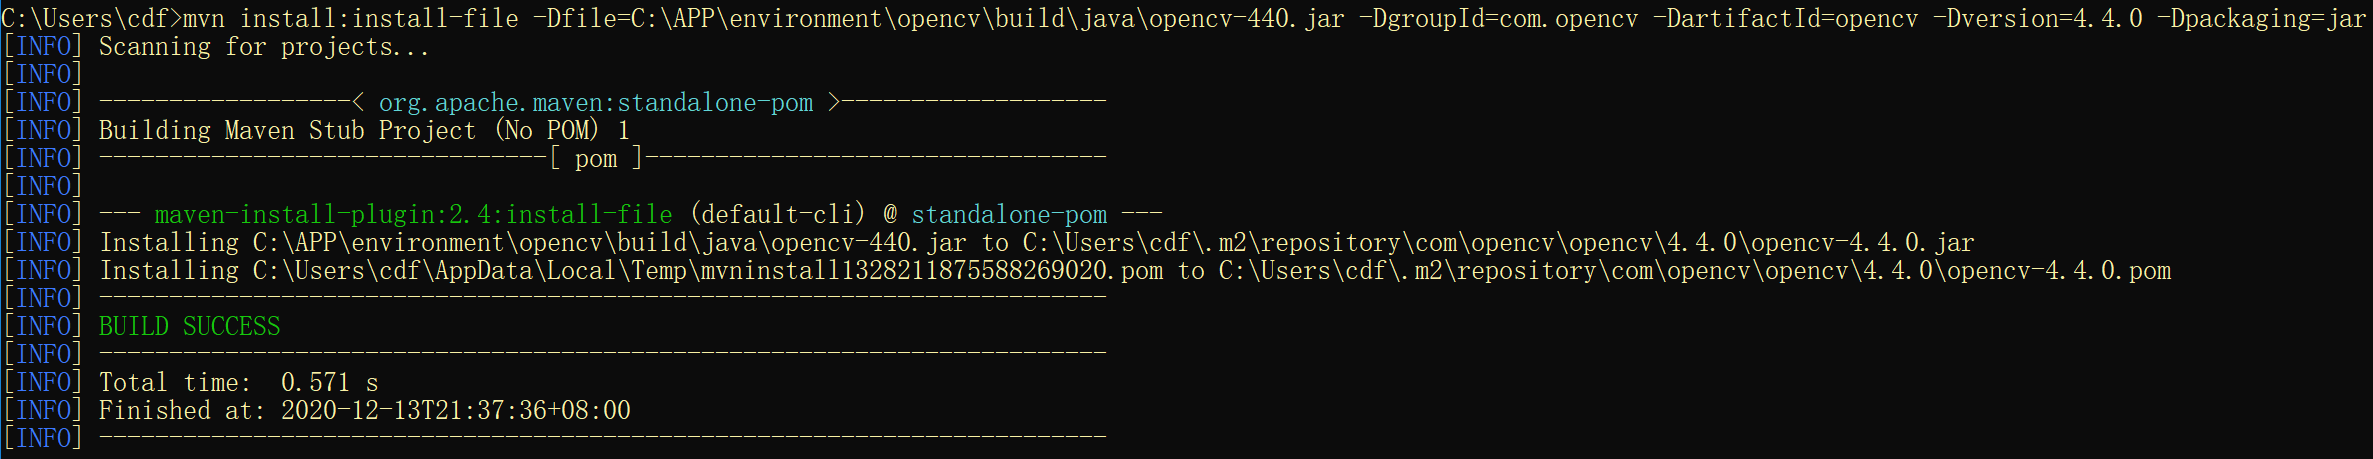 C:\Users\cdf>mvn install:install-file -Dfile=C:\APP\environment\opencv\build\java\opencv-440.jar -DgroupId=com.opencv -DartifactId=opencv -Dversion=4.4.0 -Dpackaging=jar
[INFO] Scanning for projects...
[INFO]
[INFO] ------------------< org.apache.maven:standalone-pom >-------------------
[INFO] Building Maven Stub Project (No POM) 1
[INFO] --------------------------------[ pom ]---------------------------------
[INFO]
[INFO] --- maven-install-plugin:2.4:install-file (default-cli) @ standalone-pom ---
[INFO] Installing C:\APP\environment\opencv\build\java\opencv-440.jar to C:\Users\cdf\.m2\repository\com\opencv\opencv\4.4.0\opencv-4.4.0.jar
[INFO] Installing C:\Users\cdf\AppData\Local\Temp\mvninstall1328211875588269020.pom to C:\Users\cdf\.m2\repository\com\opencv\opencv\4.4.0\opencv-4.4.0.pom
[INFO] ------------------------------------------------------------------------
[INFO] BUILD SUCCESS
[INFO] ------------------------------------------------------------------------
[INFO] Total time:  0.571 s
[INFO] Finished at: 2020-12-13T21:37:36+08:00
[INFO] ------------------------------------------------------------------------